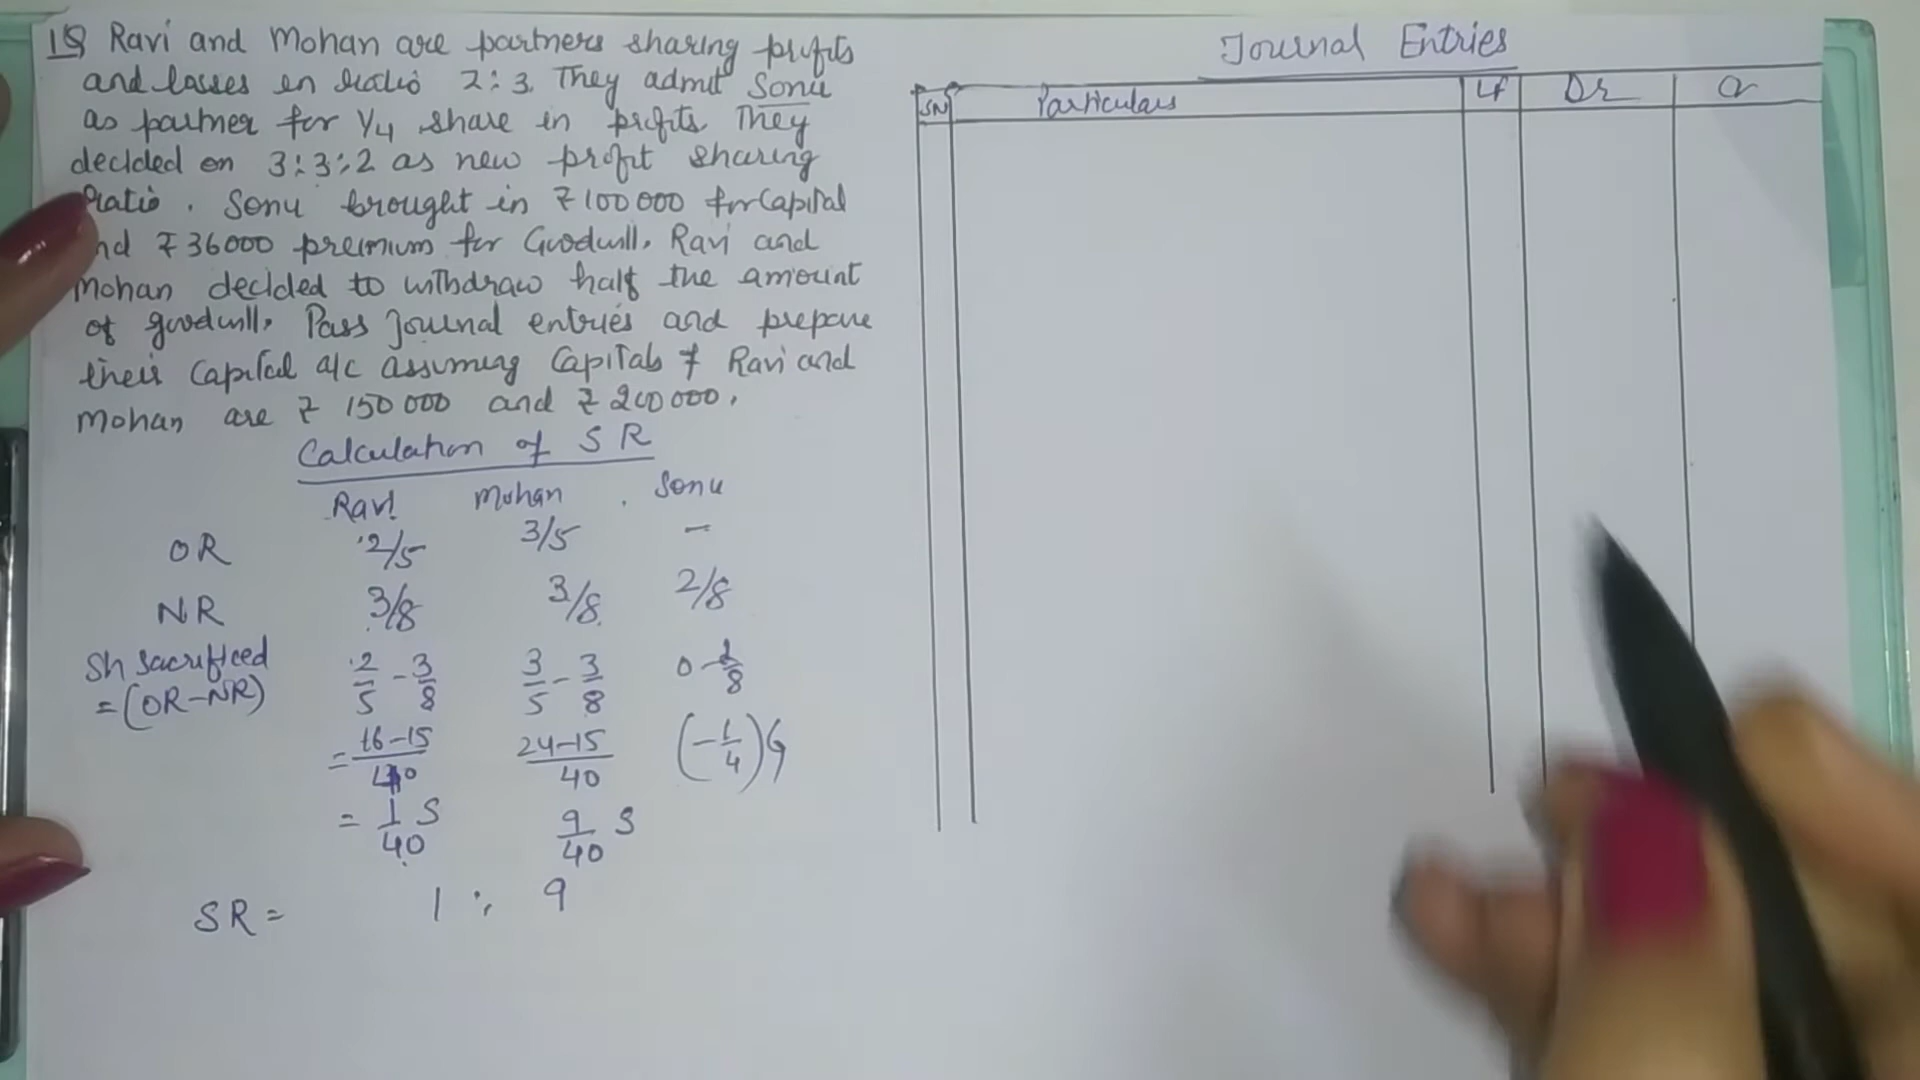 1Q Ravi and Mohan are partners sharing profits
and losses in ratio 2:3. They admit Sonu
as partner for 1/4 share in profits. They
decided on 3:3:2 as new profit sharing
Ratio. Sonu brought in ₹100000 for Capital
nd ₹36000 premium for Goodwill. Ravi and
Mohan decided to withdraw half the amount
of goodwill. Pass Journal entries and prepare
their Capital a/c assuming Capitals of Ravi and
Mohan are ₹ 150000 and ₹ 200000.
Calculation of SR
Ravi Mohan Sonu
OR 2/5 3/5 –
NR 3/8 3/8 2/8
Sh sacrificed
= (OR-NR)
2/5 - 3/8 3/5 - 3/8 0 - 2/8
= 16-15/40 24-15/40 (-1/4)G
= 1/40 S 9/40 S
SR = 1 : 9
Journal Entries
SN Particulars LF Dr Cr